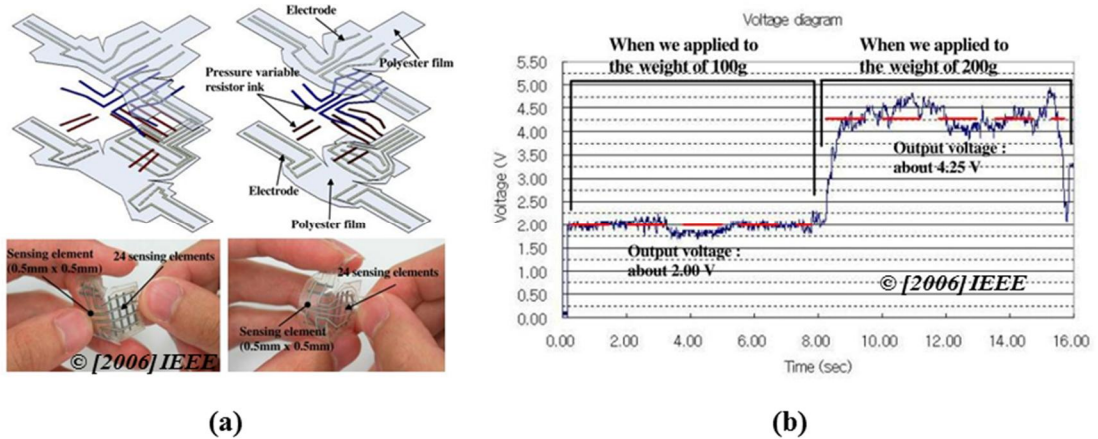 Electrode
Polyester film
Pressure variable
resistor ink
Electrode
Polyester film
Sensing element
(0.5mm x 0.5mm)
24 sensing elements
© [2006] IEEE
24 sensing elements
Sensing element
(0.5mm x 0.5mm)
(a)
Voltage diagram
When we applied to
the weight of 100g
When we applied to
the weight of 200g
5.50
5.00
4.50
4.00
3.50
3.00
2.50
2.00
1.50
1.00
0.50
0.00
Voltage (V
Output voltage :
about 4.25 V
Output voltage :
about 2.00 V
© [2006] IEEE
0.00 2.00 4.00 6.00 8.00 10.00 12.00 14.00 16.00
Time (sec)
(b)